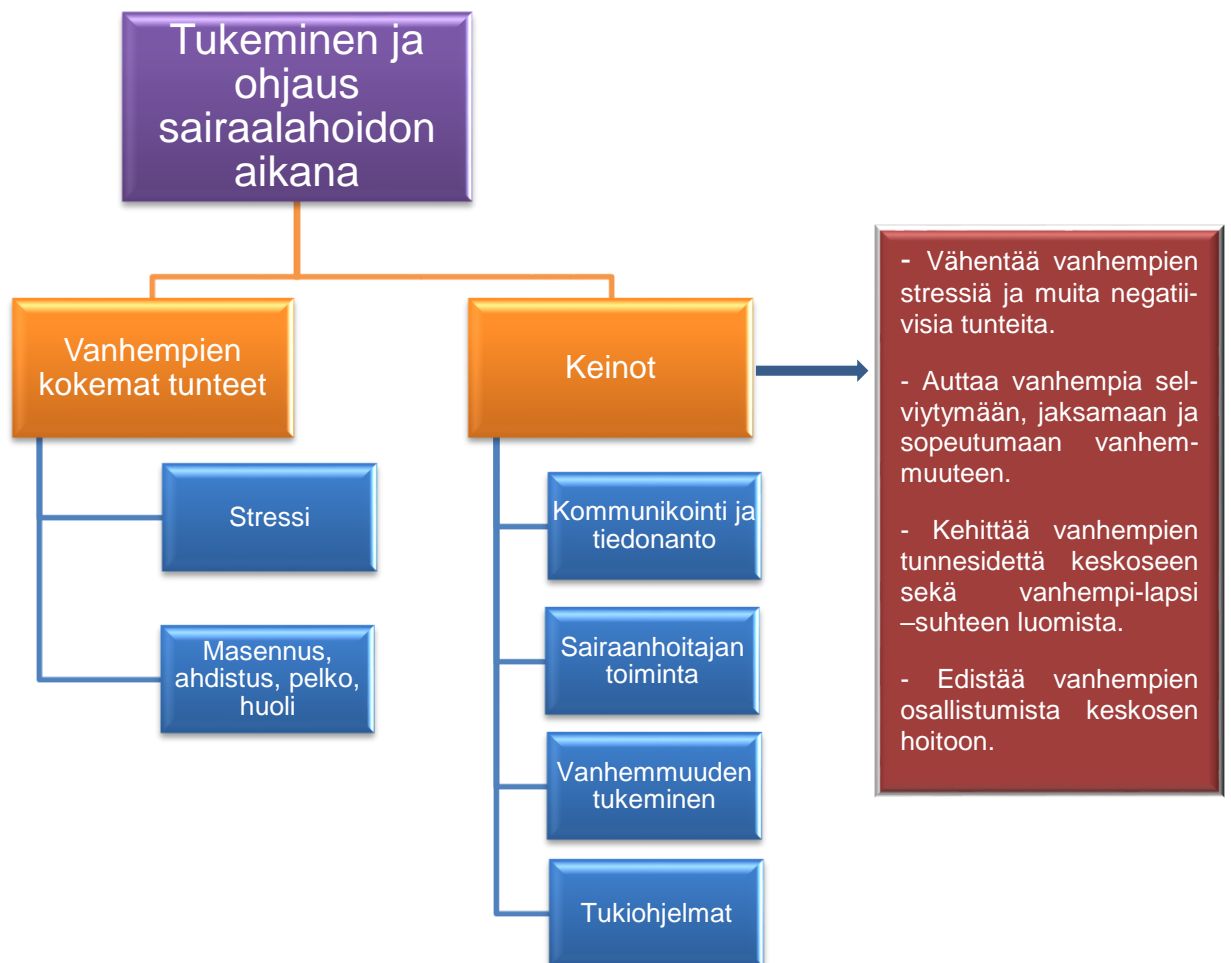 Tukeminen ja
ohjaus
sairaalahoidon
aikana
Vanhempien
kokemat tunteet
Stressi
Masennus,
ahdistus, pelko,
huoli
Keinot
Kommunikointi ja
tiedonanto
Sairaanhoitajan
toiminta
Vanhemmuuden
tukeminen
Tukiohjelmat
- Vähentää vanhempien
stressiä ja muita negatii-
visia tunteita.
- Auttaa vanhempia sel-
viytymään, jaksamaan ja
sopeutumaan vanhem-
muuteen.
- Kehittää vanhempien
tunnesidettä keskoseen
sekä vanhempi-lapsi
–suhteen luomista.
- Edistää vanhempien
osallistumista keskosen
hoitoon.